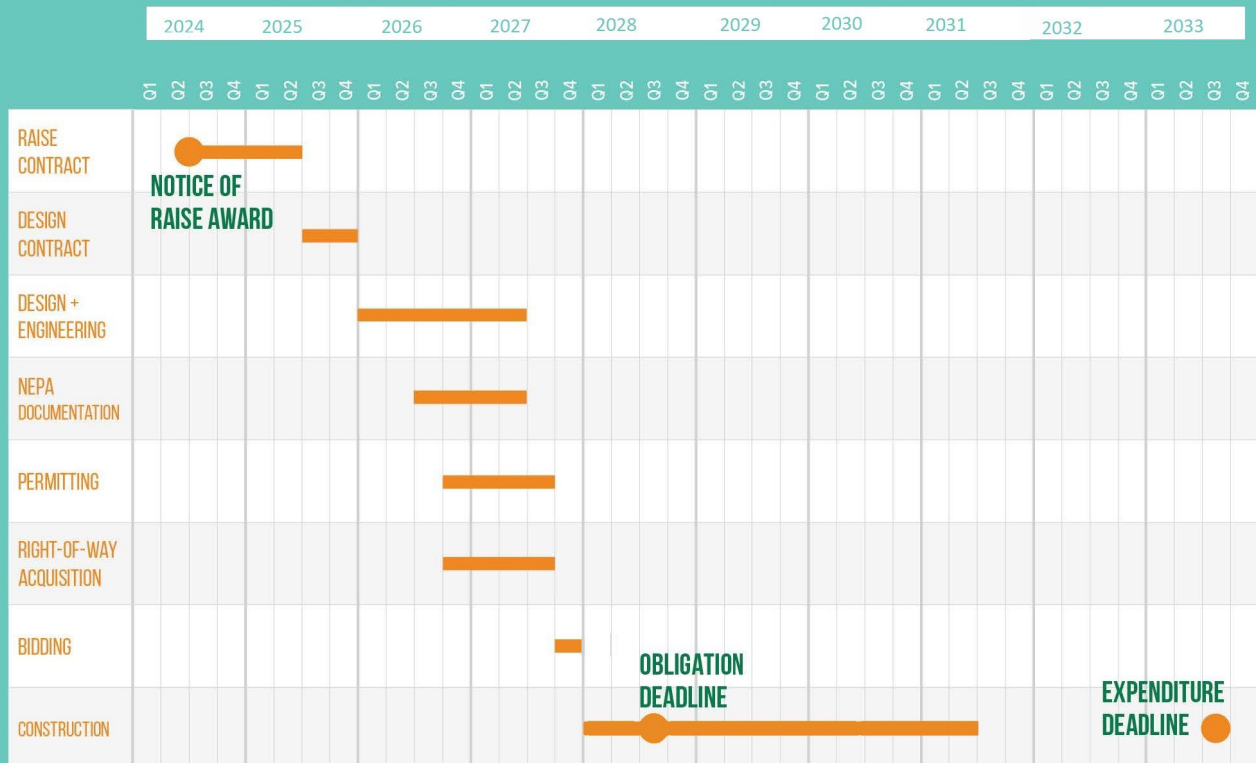 2024 2025 2026 2027 2028 2029 2030 2031 2032 2033
Q1 Q2 Q3 Q4 Q1 Q2 Q3 Q4 Q1 Q2 Q3 Q4 Q1 Q2 Q3 Q4 Q1 Q2 Q3 Q4 Q1 Q2 Q3 Q4 Q1 Q2 Q3 Q4 Q1 Q2 Q3 Q4 Q1 Q2 Q3 Q4 Q1 Q2 Q3 Q4
RAISE
CONTRACT
NOTICE OF
RAISE AWARD
DESIGN
CONTRACT
DESIGN +
ENGINEERING
NEPA
DOCUMENTATION
PERMITTING
RIGHT-OF-WAY
ACQUISITION
BIDDING
OBLIGATION
DEADLINE
CONSTRUCTION
EXPENDITURE
DEADLINE